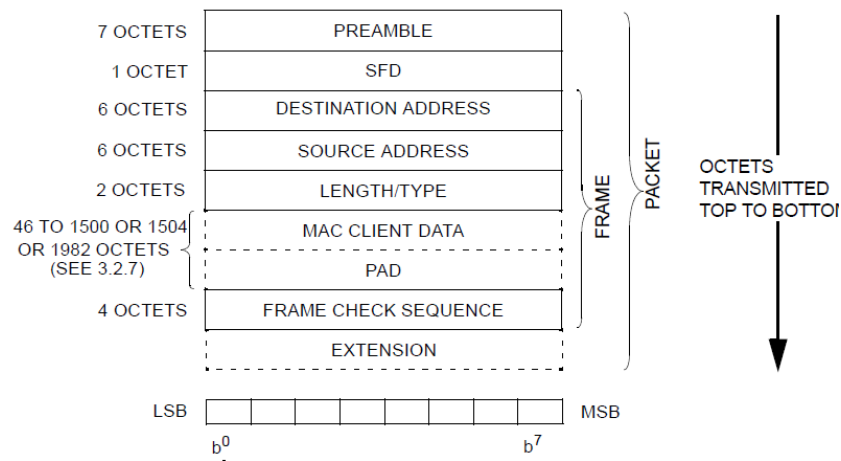 7 OCTETS PREAMBLE
1 OCTET SFD
6 OCTETS DESTINATION ADDRESS
6 OCTETS SOURCE ADDRESS
2 OCTETS LENGTH/TYPE
46 TO 1500 OR 1504
OR 1982 OCTETS
(SEE 3.2.7)
MAC CLIENT DATA
PAD
4 OCTETS FRAME CHECK SEQUENCE
EXTENSION
FRAME
PACKET
OCTETS
TRANSMITTED
TOP TO BOTTOM
LSB MSB
b0 b7